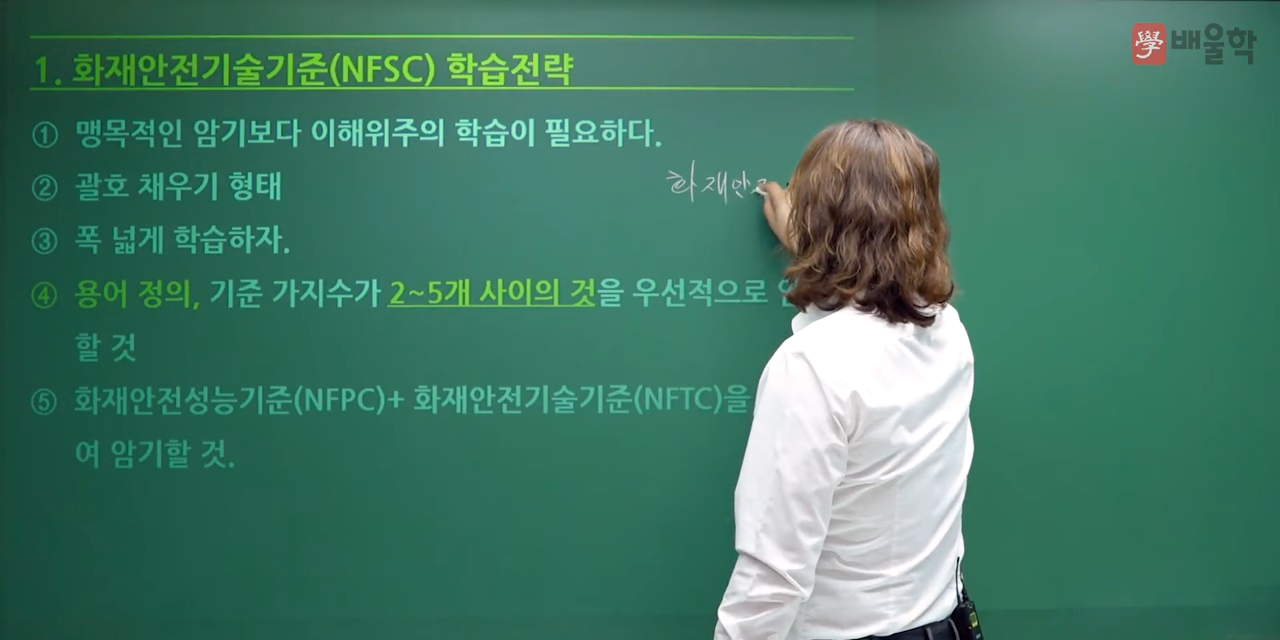 學 배울학
1. 화재안전기술기준(NFSC) 학습전략
① 맹목적인 암기보다 이해위주의 학습이 필요하다.
② 괄호 채우기 형태
화재안
③ 폭 넓게 학습하자.
④ 용어 정의, 기준 가지수가 2~5개 사이의 것을 우선적으로
할 것
⑤ 화재안전성능기준(NFPC)+ 화재안전기술기준(NFTC)을
여 암기할 것.